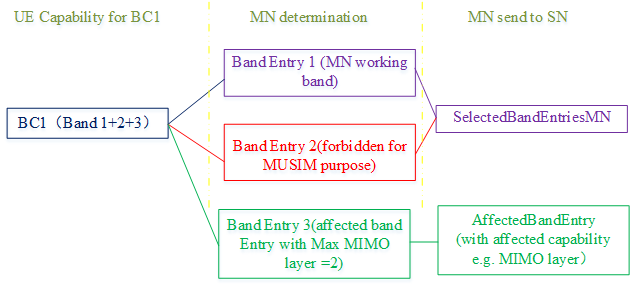 UE Capability for BC1
MN determination
MN send to SN
Band Entry 1 (MN working
band)
BC1（Band 1+2+3）
SelectedBandEntriesMN
Band Entry 2(forbidden for
MUSIM purpose)
Band Entry 3(affected band
Entry with Max MIMO
layer =2)
AffectedBandEntry
(with affected capability
e.g. MIMO layer）